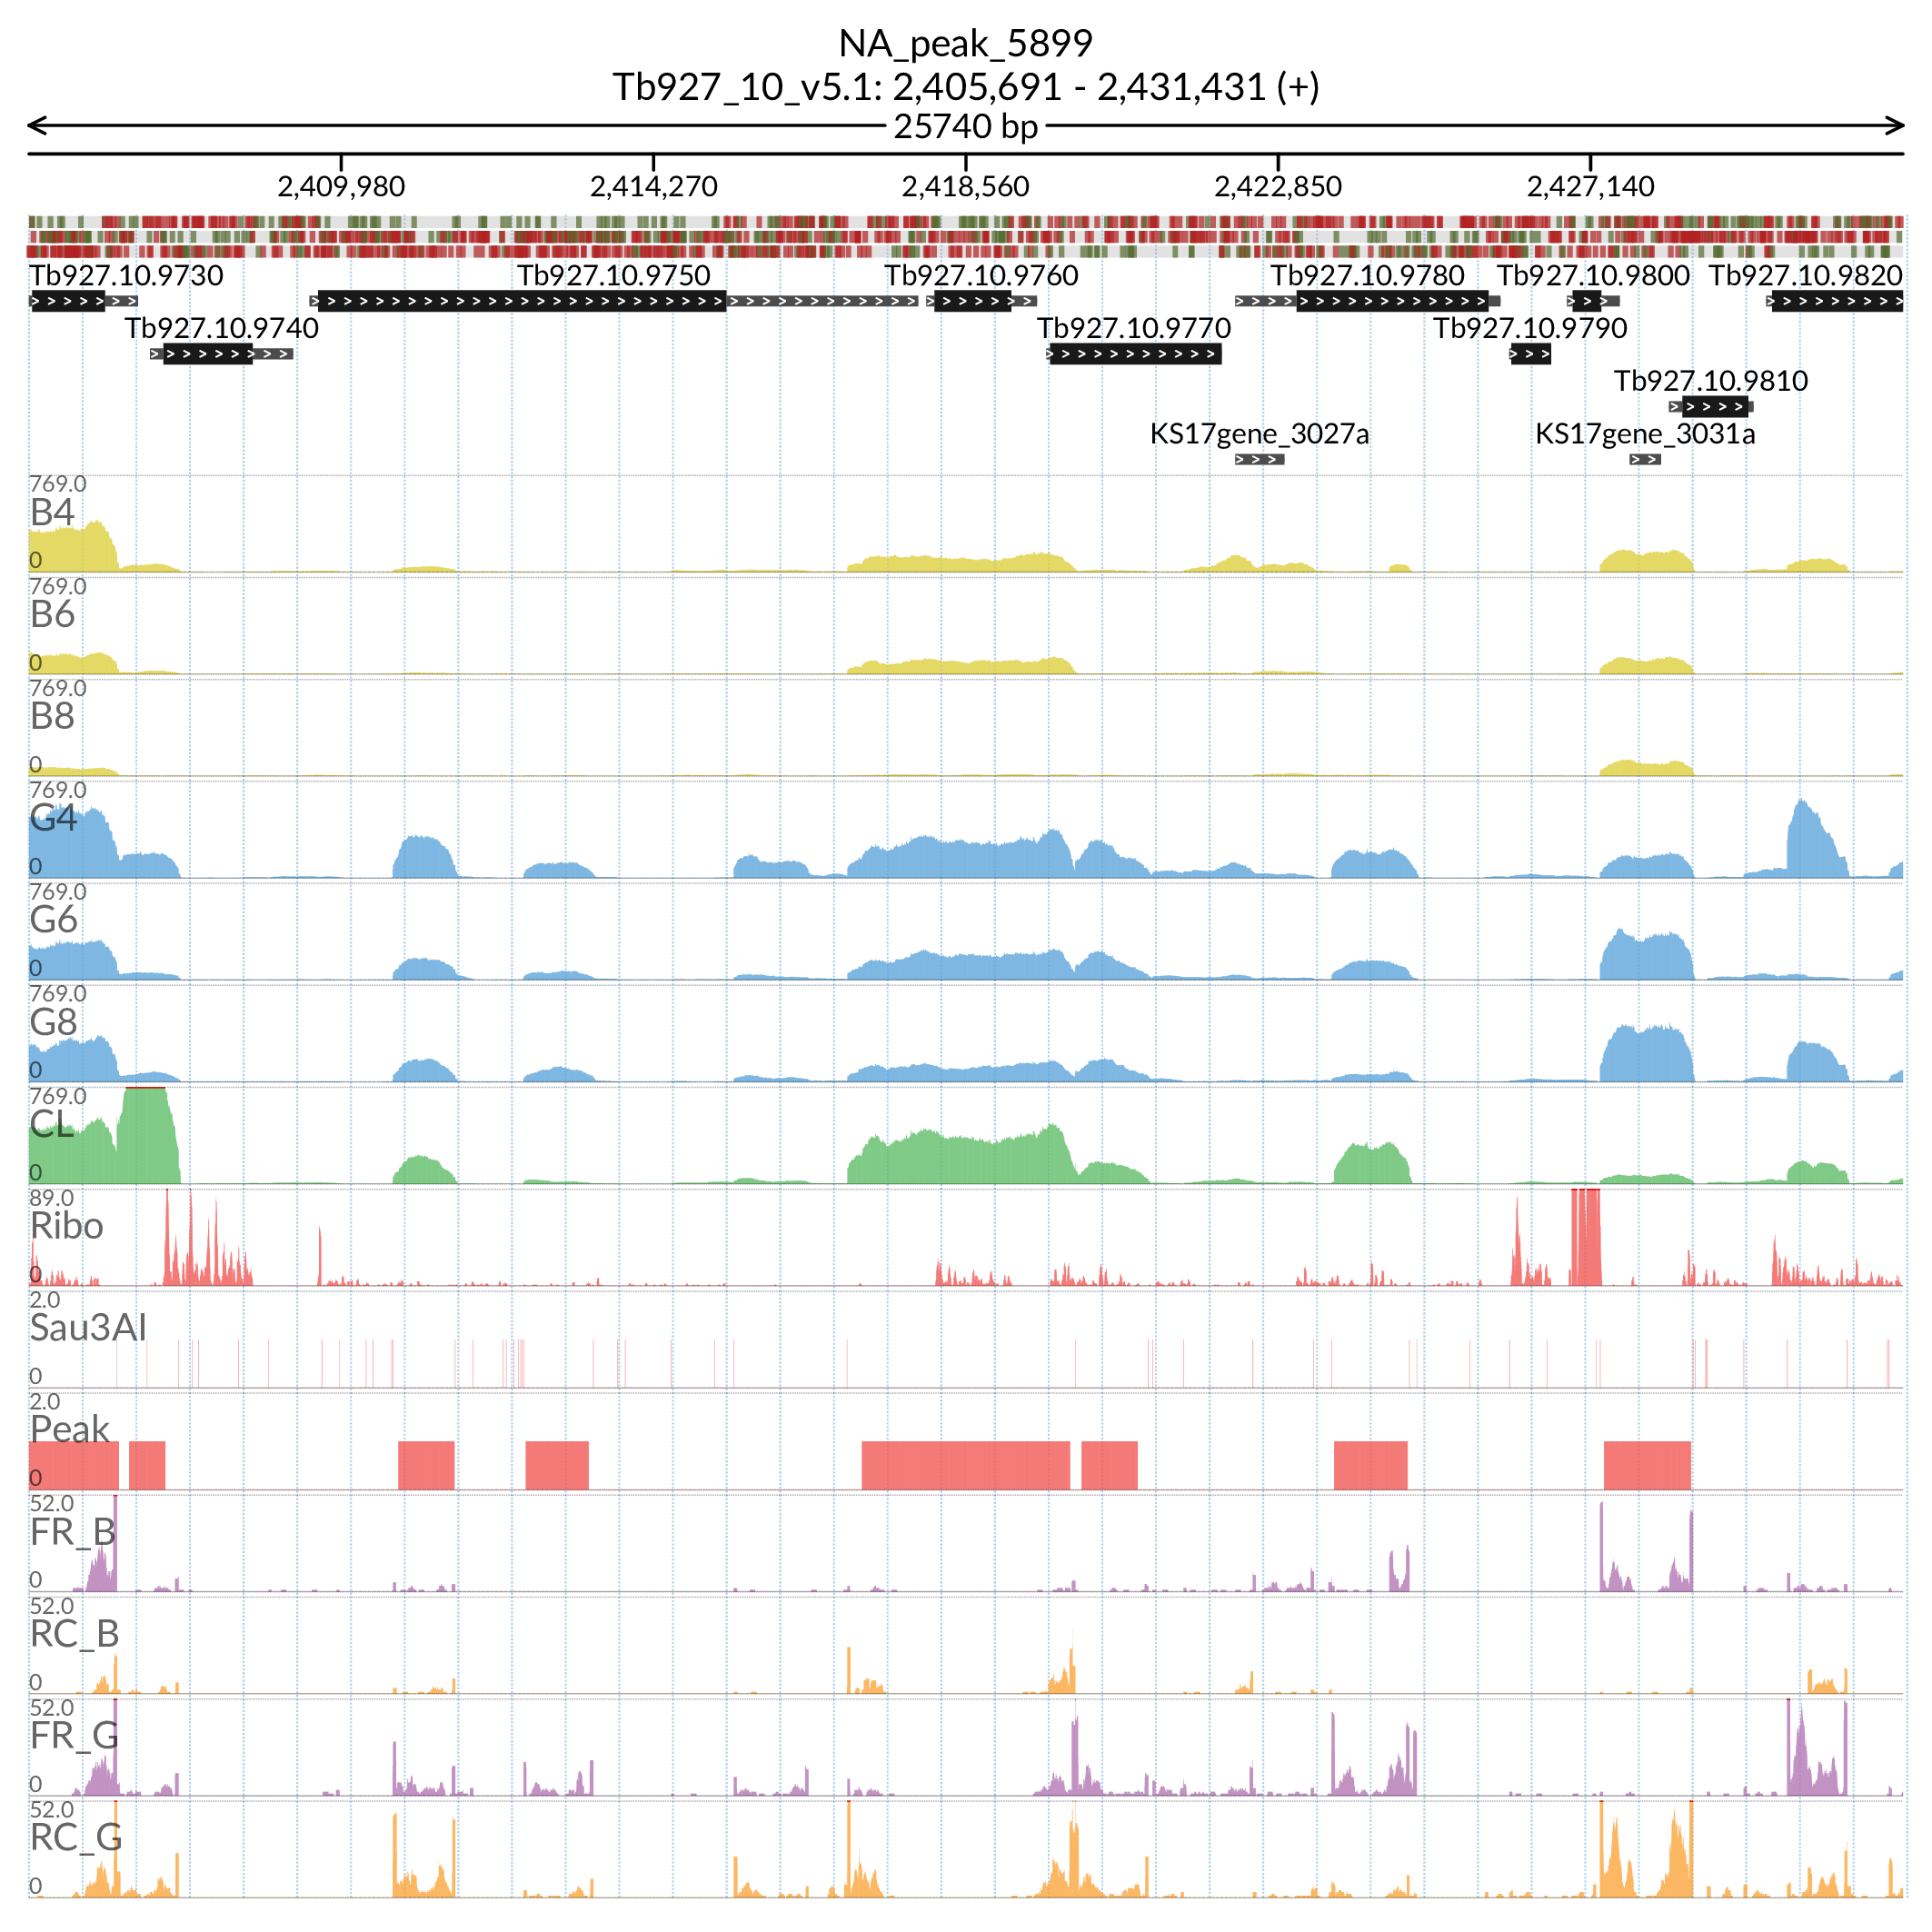 NA_peak_5899
Tb927_10_v5.1: 2,405,691 - 2,431,431 (+)
25740 bp
2,409,980 2,414,270 2,418,560 2,422,850 2,427,140
Tb927.10.9730 Tb927.10.9750 Tb927.10.9760 Tb927.10.9780 Tb927.10.9800 Tb927.10.9820
Tb927.10.9740 Tb927.10.9770 Tb927.10.9790
Tb927.10.9810
KS17gene_3027a KS17gene_3031a
769.0
B4
0
769.0
B6
0
769.0
B8
0
769.0
G4
0
769.0
G6
0
769.0
G8
0
769.0
CL
0
89.0
Ribo
0
2.0
Sau3AI
0
2.0
Peak
0
52.0
FR_B
0
52.0
RC_B
0
52.0
FR_G
0
52.0
RC_G
0